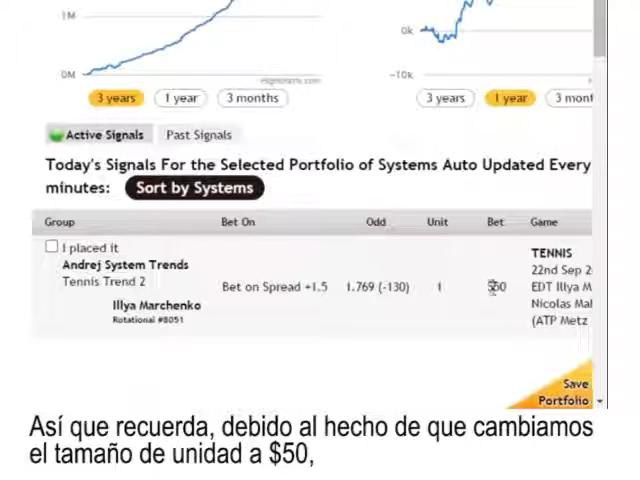 1M
0M
Highcharts.com
0k
-10k
3 years 1 year 3 months
3 years 1 year 3 mont
Active Signals Past Signals
Today's Signals For the Selected Portfolio of Systems Auto Updated Every
minutes: Sort by Systems
Group Bet On Odd Unit Bet Game
I placed it
Andrej System Trends
Tennis Trend 2
Illya Marchenko
Rotational #8051
Bet on Spread +1.5 1.769 (-130) 1 $50
TENNIS
22nd Sep 2
EDT Illya M
Nicolas Mal
(ATP Metz
Save
Portfolio
Así que recuerda, debido al hecho de que cambiamos
el tamaño de unidad a $50,